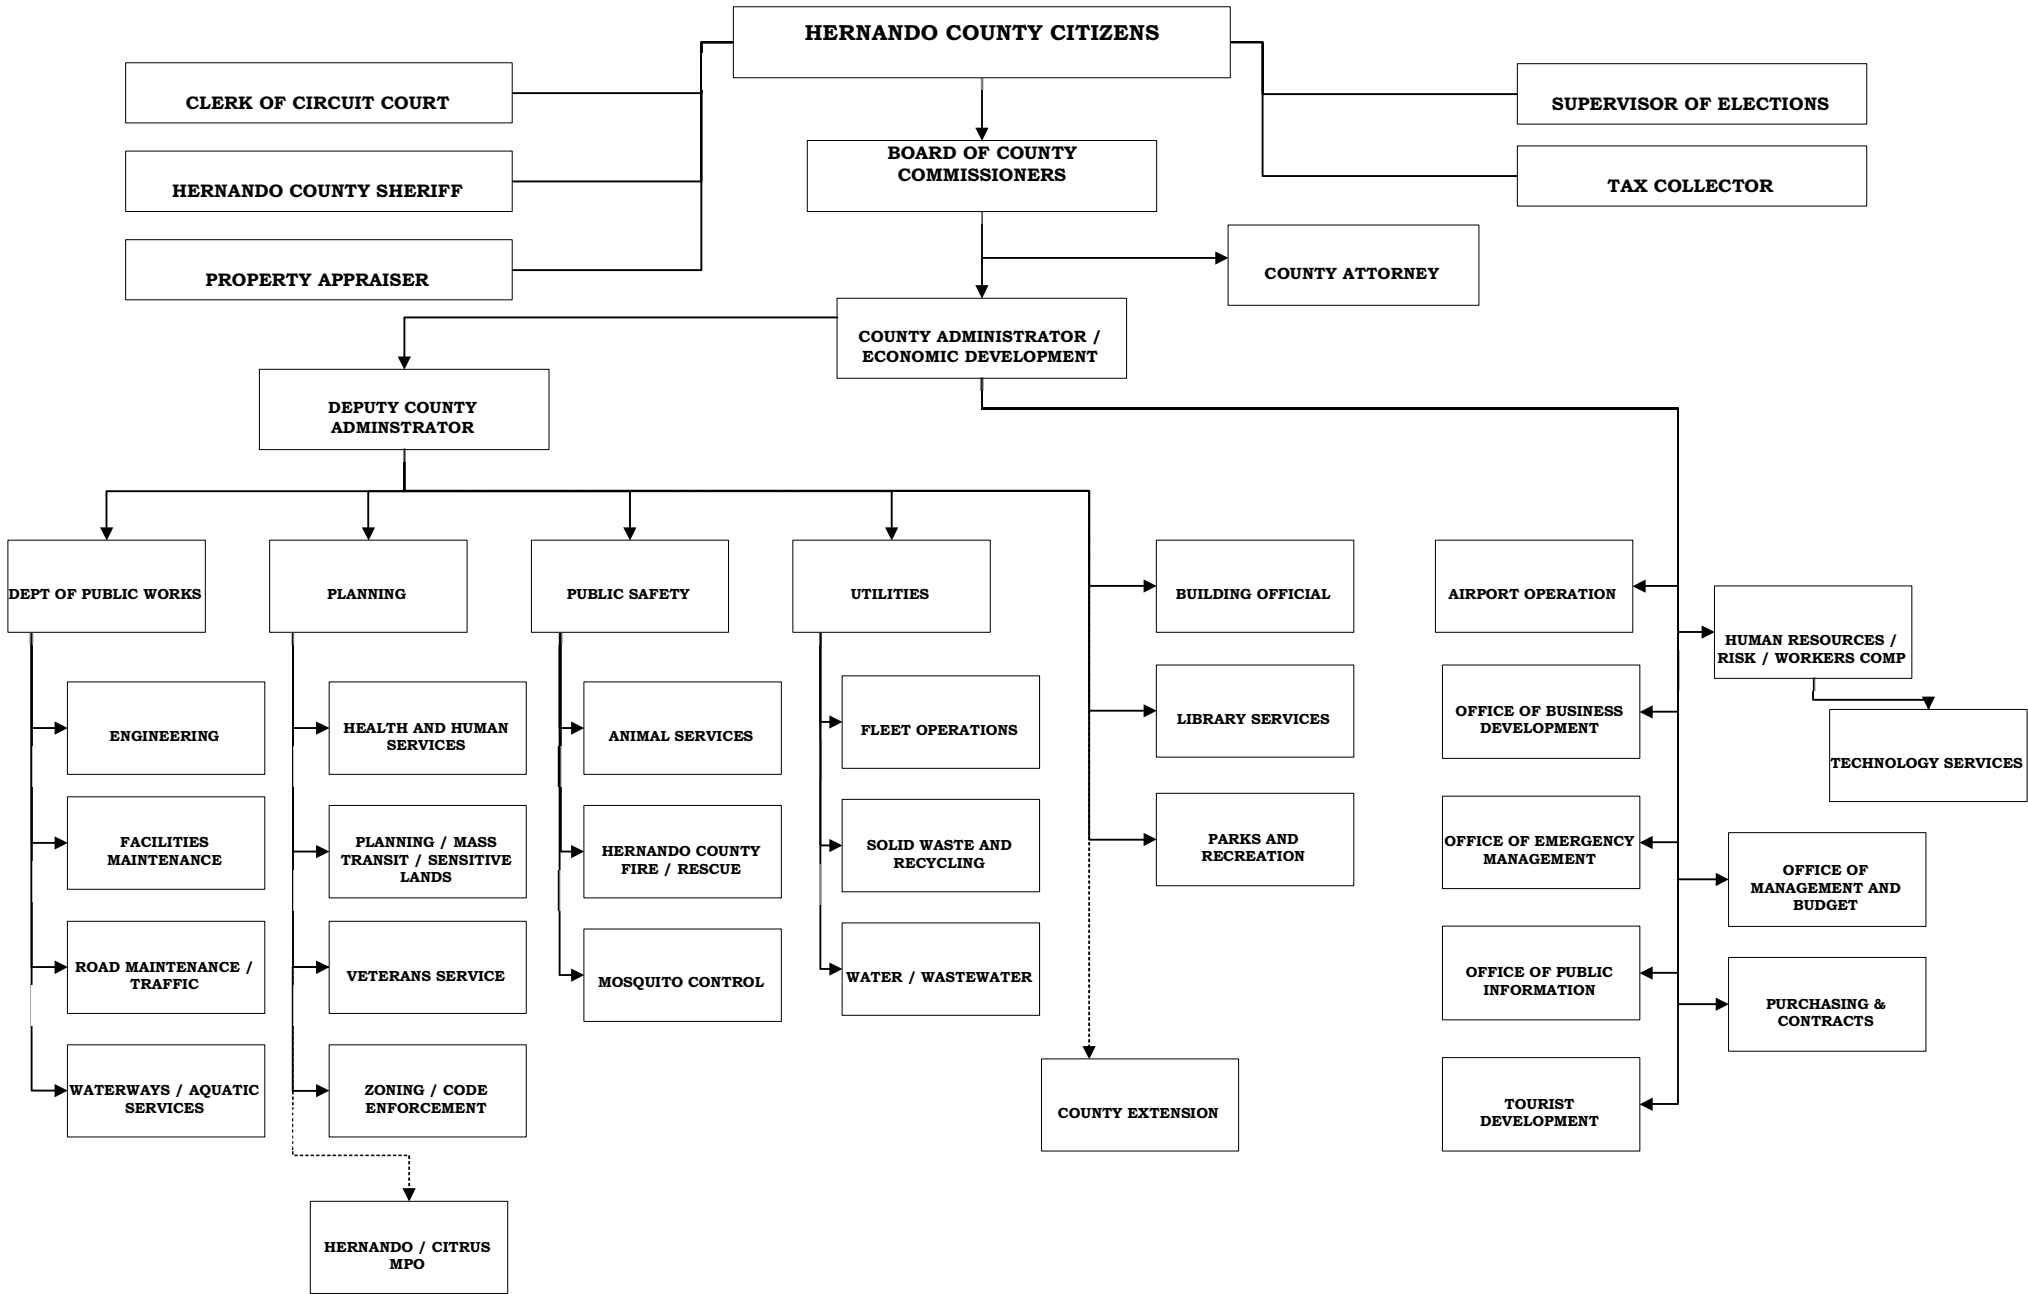 HERNANDO COUNTY CITIZENS
CLERK OF CIRCUIT COURT
SUPERVISOR OF ELECTIONS
BOARD OF COUNTY
COMMISSIONERS
HERNANDO COUNTY SHERIFF
TAX COLLECTOR
PROPERTY APPRAISER
COUNTY ATTORNEY
COUNTY ADMINISTRATOR /
ECONOMIC DEVELOPMENT
DEPUTY COUNTY
ADMINSTRATOR
DEPT OF PUBLIC WORKS
PLANNING
PUBLIC SAFETY
UTILITIES
BUILDING OFFICIAL
AIRPORT OPERATION
HUMAN RESOURCES /
RISK / WORKERS COMP
ENGINEERING
HEALTH AND HUMAN
SERVICES
ANIMAL SERVICES
FLEET OPERATIONS
LIBRARY SERVICES
OFFICE OF BUSINESS
DEVELOPMENT
TECHNOLOGY SERVICES
FACILITIES
MAINTENANCE
PLANNING / MASS
TRANSIT / SENSITIVE
LANDS
HERNANDO COUNTY
FIRE / RESCUE
SOLID WASTE AND
RECYCLING
PARKS AND
RECREATION
OFFICE OF EMERGENCY
MANAGEMENT
OFFICE OF
MANAGEMENT AND
BUDGET
ROAD MAINTENANCE /
TRAFFIC
VETERANS SERVICE
MOSQUITO CONTROL
WATER / WASTEWATER
OFFICE OF PUBLIC
INFORMATION
PURCHASING &
CONTRACTS
WATERWAYS / AQUATIC
SERVICES
ZONING / CODE
ENFORCEMENT
COUNTY EXTENSION
TOURIST
DEVELOPMENT
HERNANDO / CITRUS
MPO